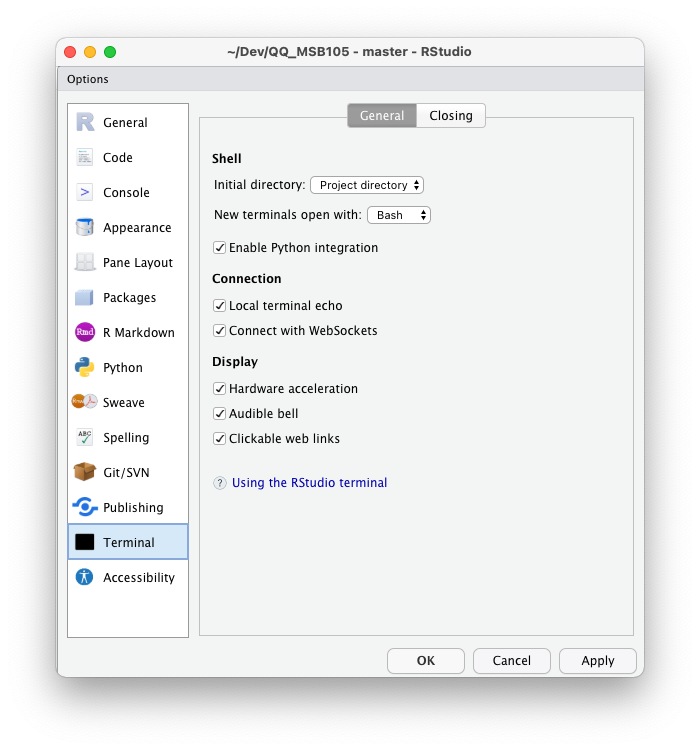 ~/Dev/QQ_MSB105 - master - RStudio
Options
General
Code
Console
Appearance
Pane Layout
Packages
Rmd R Markdown
Python
Sweave
ABC Spelling
Git/SVN
Publishing
Terminal
Accessibility
General Closing
Shell
Initial directory: Project directory
New terminals open with: Bash
Enable Python integration
Connection
Local terminal echo
Connect with WebSockets
Display
Hardware acceleration
Audible bell
Clickable web links
? Using the RStudio terminal
OK Cancel Apply